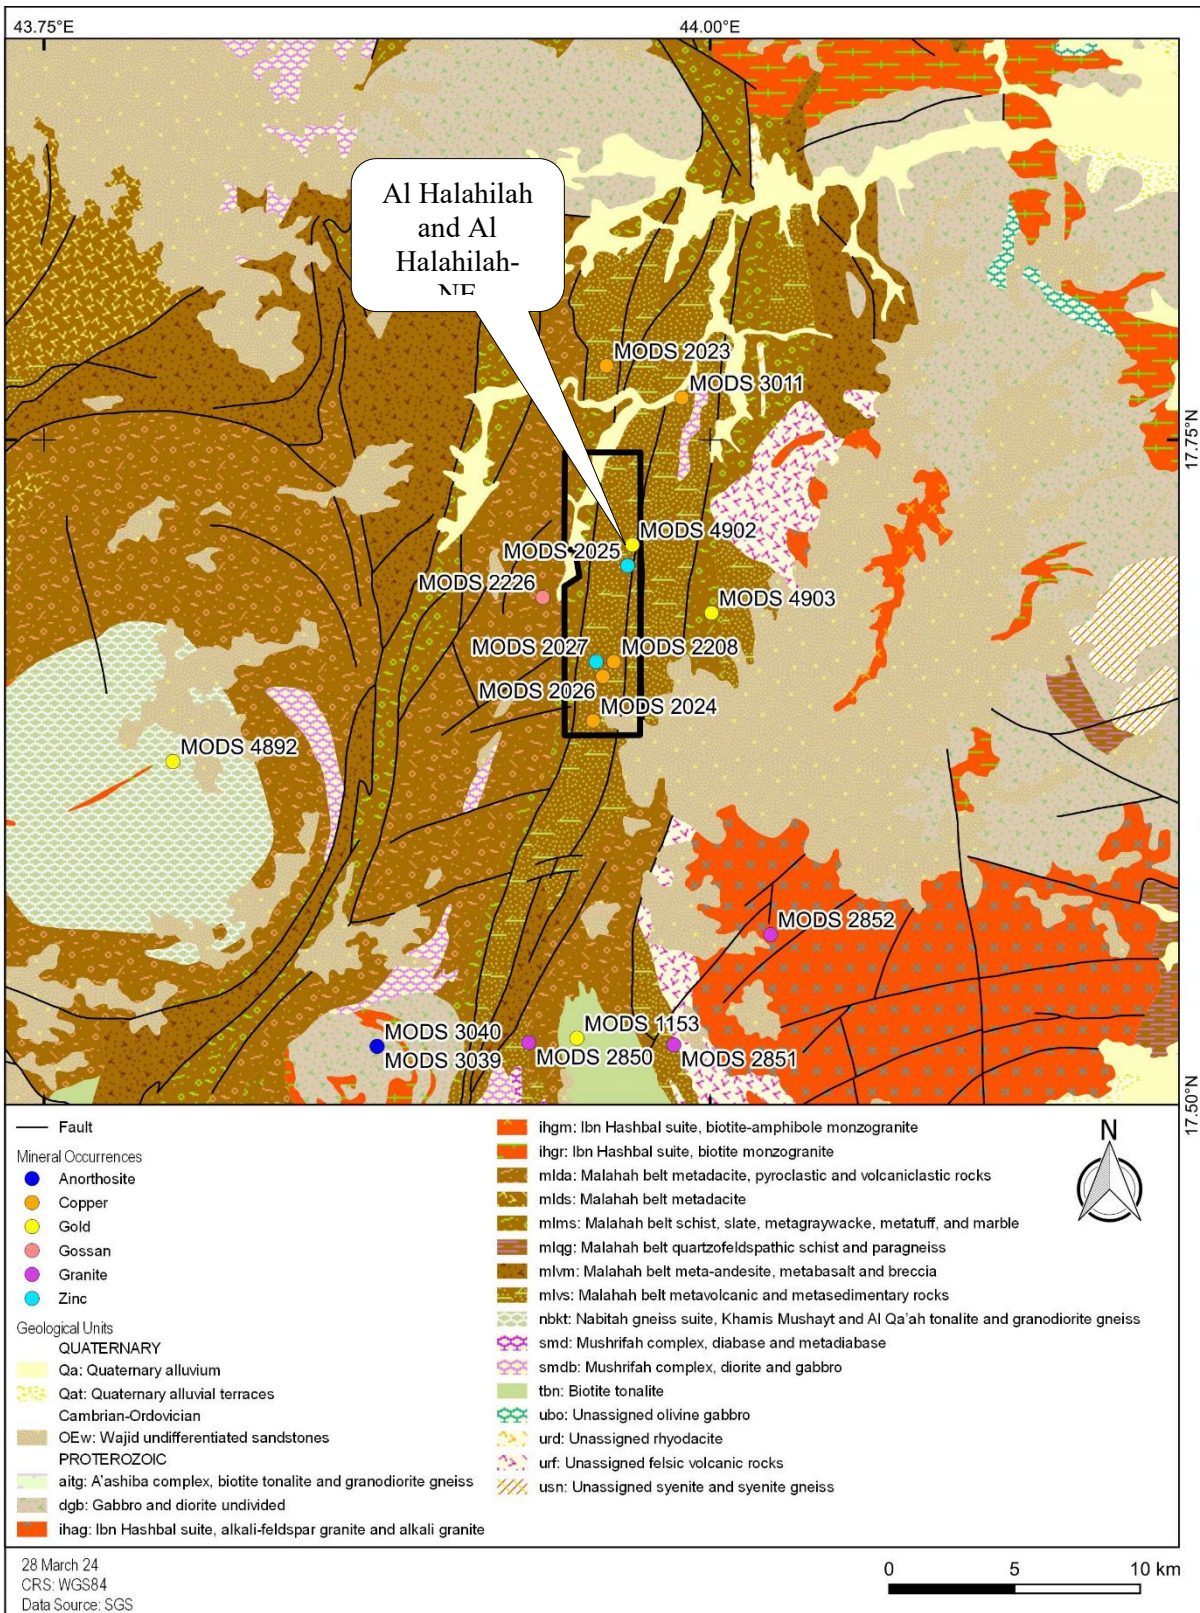 43.75°E
44.00°E
Al Halahilah
and Al
Halahilah-
NE
MODS 2023
MODS 3011
17.75°N
MODS 4902
MODS 2025
MODS 2226
MODS 4903
MODS 2027
MODS 2208
MODS 2026
MODS 2024
MODS 4892
MODS 2852
MODS 3040
MODS 3039
MODS 1153
MODS 2850
MODS 2851
17.50°N
Fault
Mineral Occurrences
Anorthosite
Copper
Gold
Gossan
Granite
Zinc
Geological Units
QUATERNARY
Qa: Quaternary alluvium
Qat: Quaternary alluvial terraces
Cambrian-Ordovician
OEw: Wajid undifferentiated sandstones
PROTEROZOIC
aitg: A'ashiba complex, biotite tonalite and granodiorite gneiss
dgb: Gabbro and diorite undivided
ihag: Ibn Hashbal suite, alkali-feldspar granite and alkali granite
ihgm: Ibn Hashbal suite, biotite-amphibole monzogranite
ihgr: Ibn Hashbal suite, biotite monzogranite
mlda: Malahah belt metadacite, pyroclastic and volcaniclastic rocks
mlds: Malahah belt metadacite
mlms: Malahah belt schist, slate, metagraywacke, metatuff, and marble
mlqg: Malahah belt quartzofeldspathic schist and paragneiss
mlvm: Malahah belt meta-andesite, metabasalt and breccia
mlvs: Malahah belt metavolcanic and metasedimentary rocks
nbkt: Nabitah gneiss suite, Khamis Mushayt and Al Qa'ah tonalite and granodiorite gneiss
smd: Mushrifah complex, diabase and metadiabase
smdb: Mushrifah complex, diorite and gabbro
tbn: Biotite tonalite
ubo: Unassigned olivine gabbro
urd: Unassigned rhyodacite
urf: Unassigned felsic volcanic rocks
usn: Unassigned syenite and syenite gneiss
N
28 March 24
CRS: WGS84
Data Source: SGS
0 5 10 km